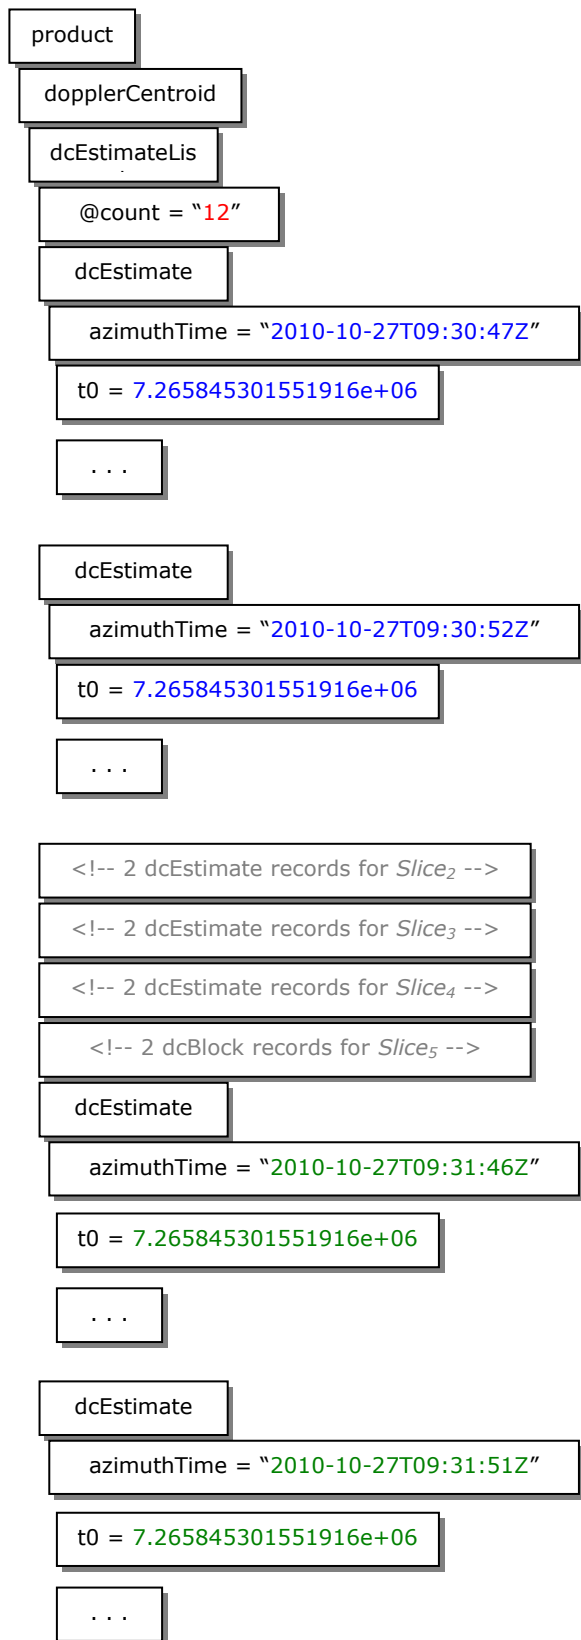 product
dopplerCentroid
dcEstimateLis
@count = “12”
dcEstimate
azimuthTime = “2010-10-27T09:30:47Z”
t0 = 7.265845301551916e+06
. . .
dcEstimate
azimuthTime = “2010-10-27T09:30:52Z”
t0 = 7.265845301551916e+06
. . .
<!-- 2 dcEstimate records for Slice2 -->
<!-- 2 dcEstimate records for Slice3 -->
<!-- 2 dcEstimate records for Slice4 -->
<!-- 2 dcBlock records for Slice5 -->
dcEstimate
azimuthTime = “2010-10-27T09:31:46Z”
t0 = 7.265845301551916e+06
. . .
dcEstimate
azimuthTime = “2010-10-27T09:31:51Z”
t0 = 7.265845301551916e+06
. . .